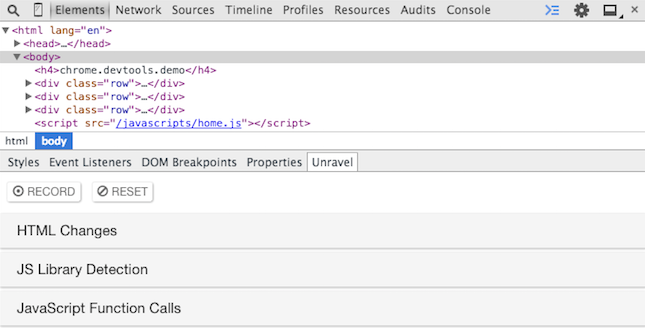 Elements Network Sources Timeline Profiles Resources Audits Console
<html lang="en">
<head>…</head>
<body>
<h4>chrome.devtools.demo</h4>
<div class="row">…</div>
<div class="row">…</div>
<div class="row">…</div>
<script src="/javascripts/home.js"></script>
html body
Styles Event Listeners DOM Breakpoints Properties Unravel
RECORD RESET
HTML Changes
JS Library Detection
JavaScript Function Calls